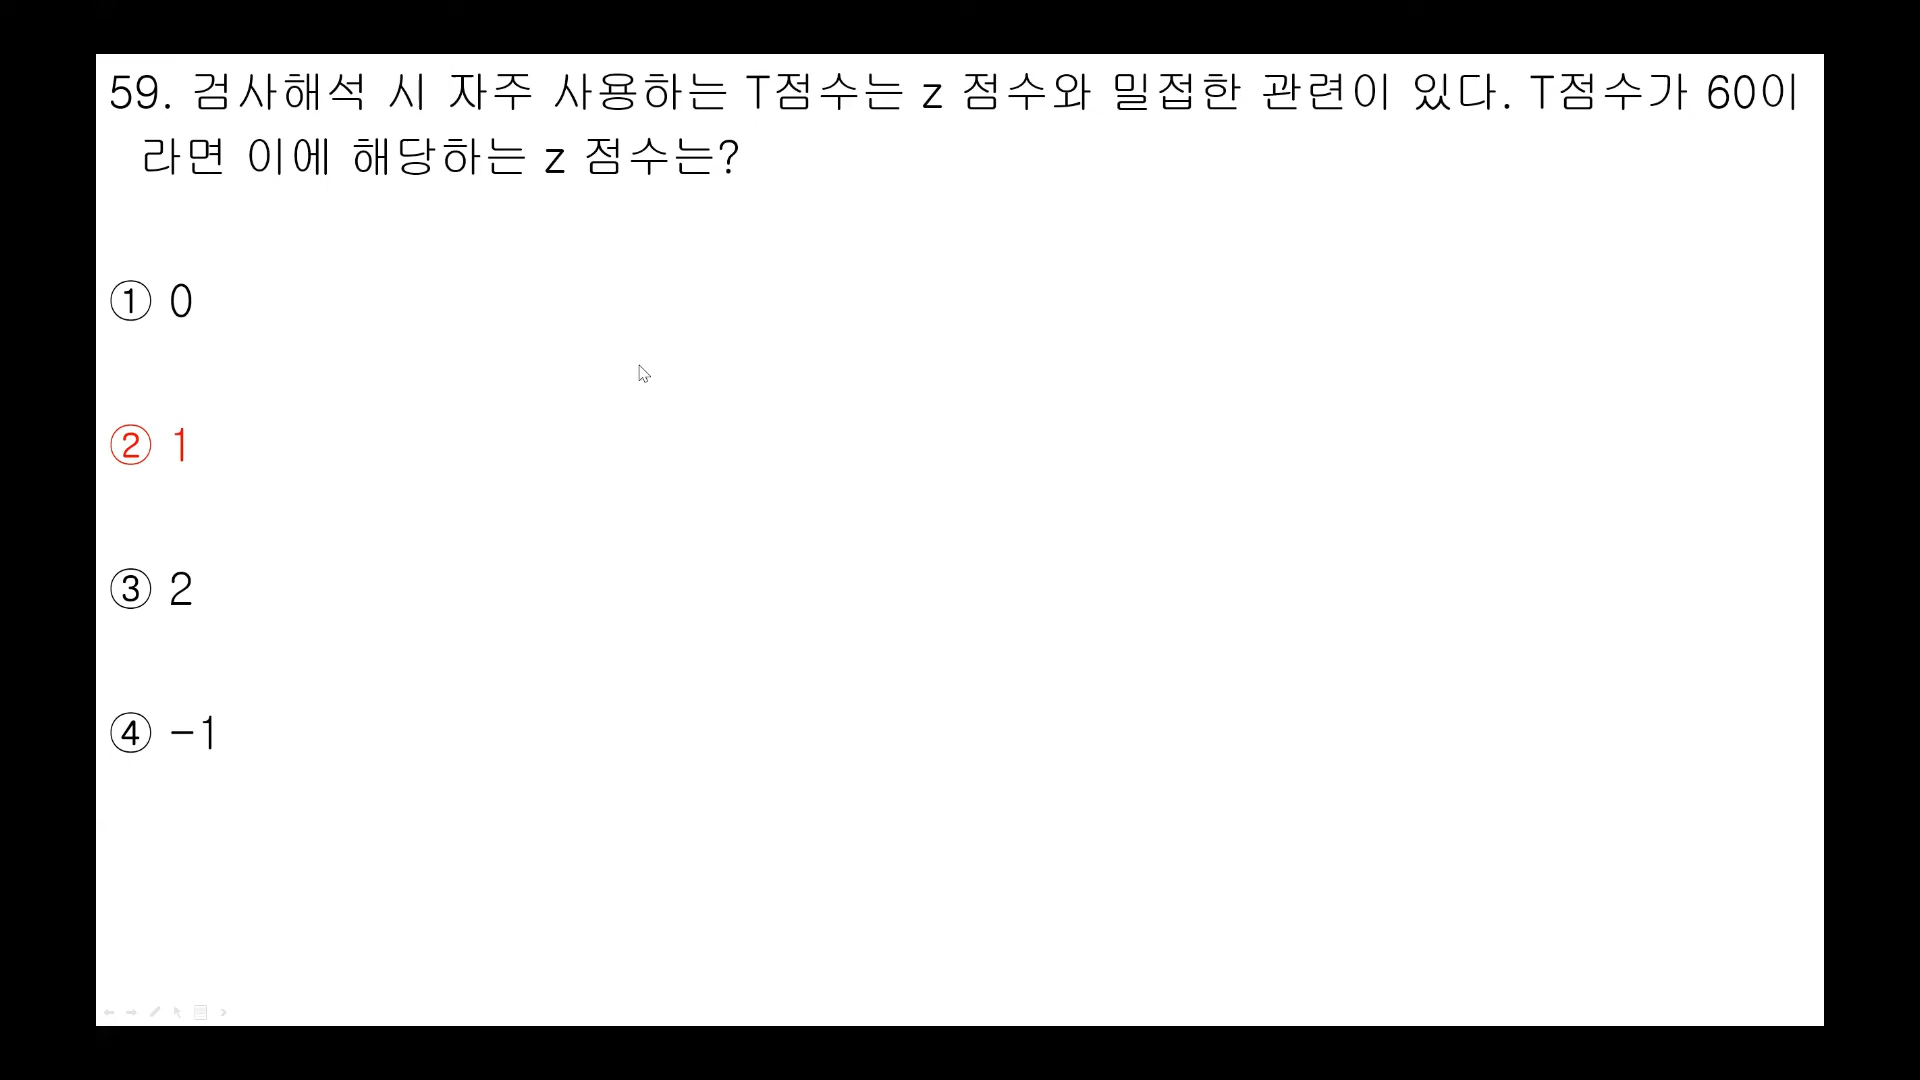 59. 검사해석 시 자주 사용하는 T점수는 z 점수와 밀접한 관련이 있다. T점수가 60이
라면 이에 해당하는 z 점수는?
① 0
② 1
③ 2
④ -1